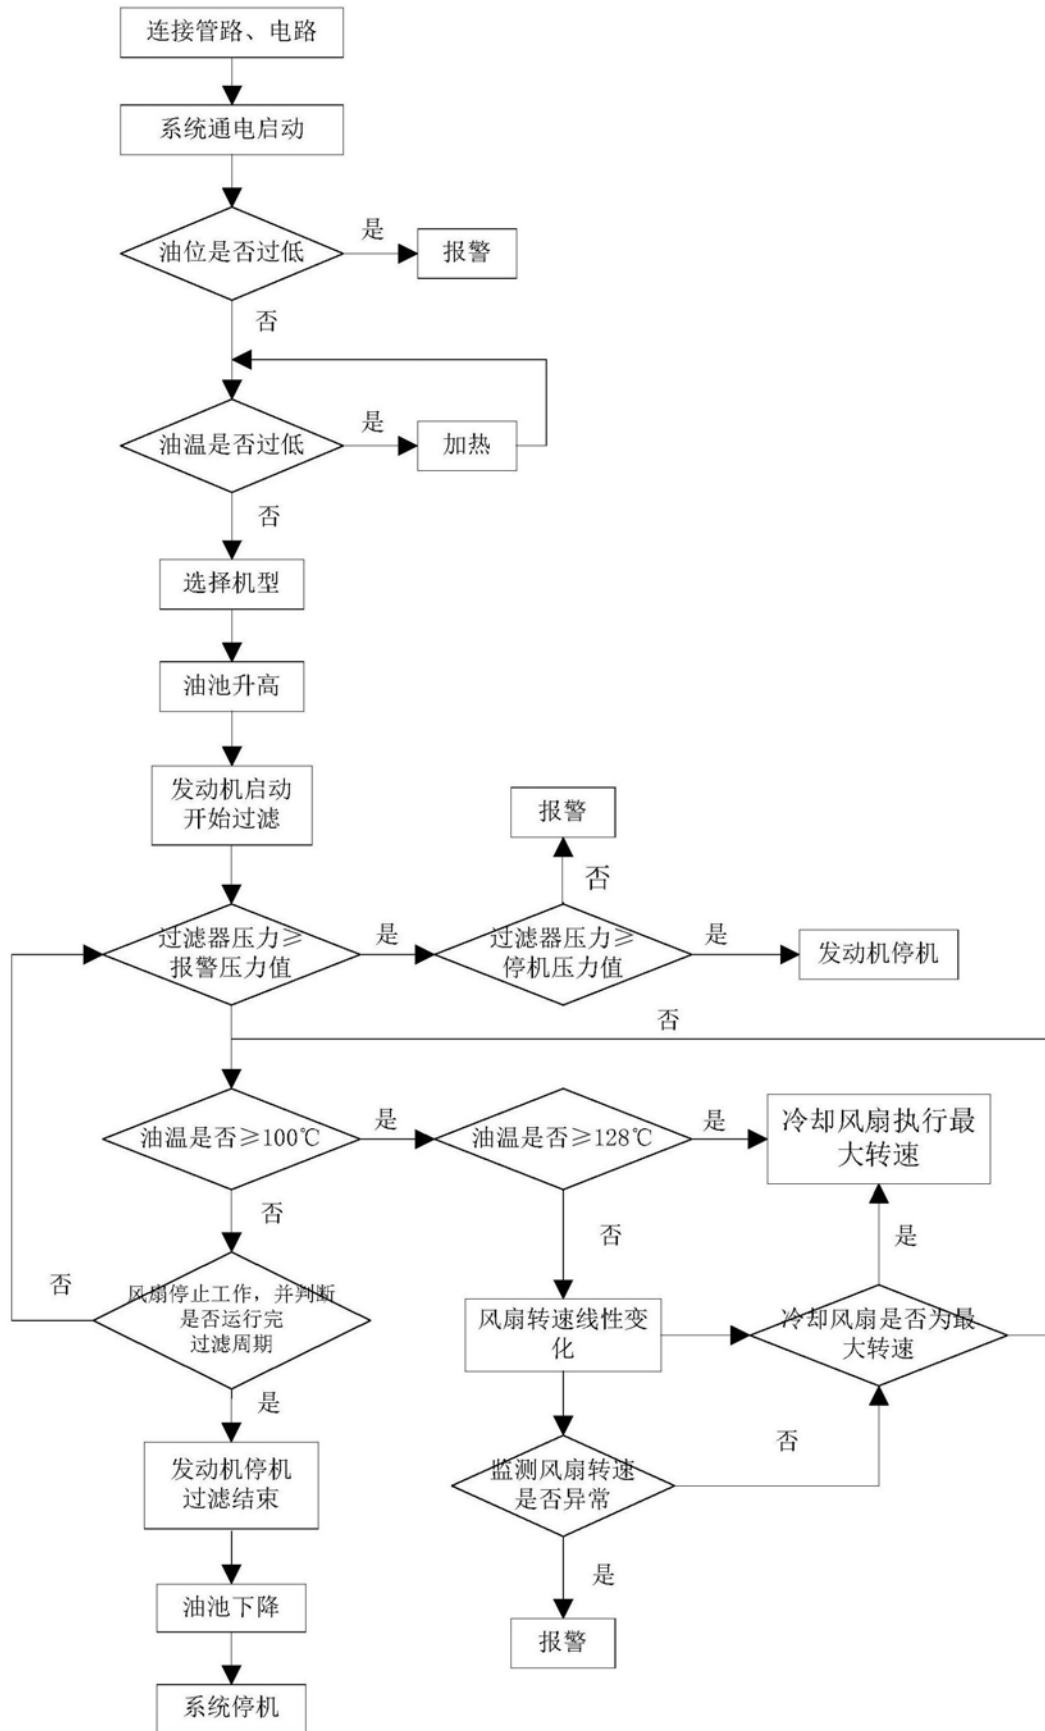 连接管路、电路
系统通电启动
油位是否过低
是
报警
否
油温是否过低
是
加热
否
选择机型
油池升高
发动机启动
开始过滤
报警
否
过滤器压力≥
报警压力值
是
过滤器压力≥
停机压力值
是
发动机停机
否
油温是否≥100℃
是
油温是否≥128℃
是
冷却风扇执行最
大转速
否
否
是
否
风扇停止工作，并判断
是否运行完
过滤周期
风扇转速线性变
化
冷却风扇是否为最
大转速
是
否
发动机停机
过滤结束
监测风扇转速
是否异常
是
油池下降
报警
系统停机